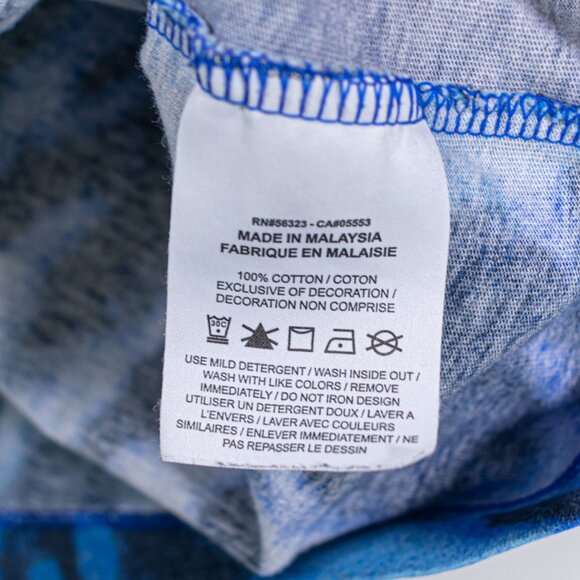 RN#56323 - CA#05553
MADE IN MALAYSIA
FABRIQUE EN MALAISIE
100% COTTON / COTON
EXCLUSIVE OF DECORATION /
DECORATION NON COMPRISE
30C
USE MILD DETERGENT / WASH INSIDE OUT /
WASH WITH LIKE COLORS / REMOVE
IMMEDIATELY / DO NOT IRON DESIGN
UTILISER UN DETERGENT DOUX / LAVER A
L'ENVERS / LAVER AVEC COULEURS
SIMILAIRES / ENLEVER IMMEDIATEMENT / NE
PAS REPASSER LE DESSIN